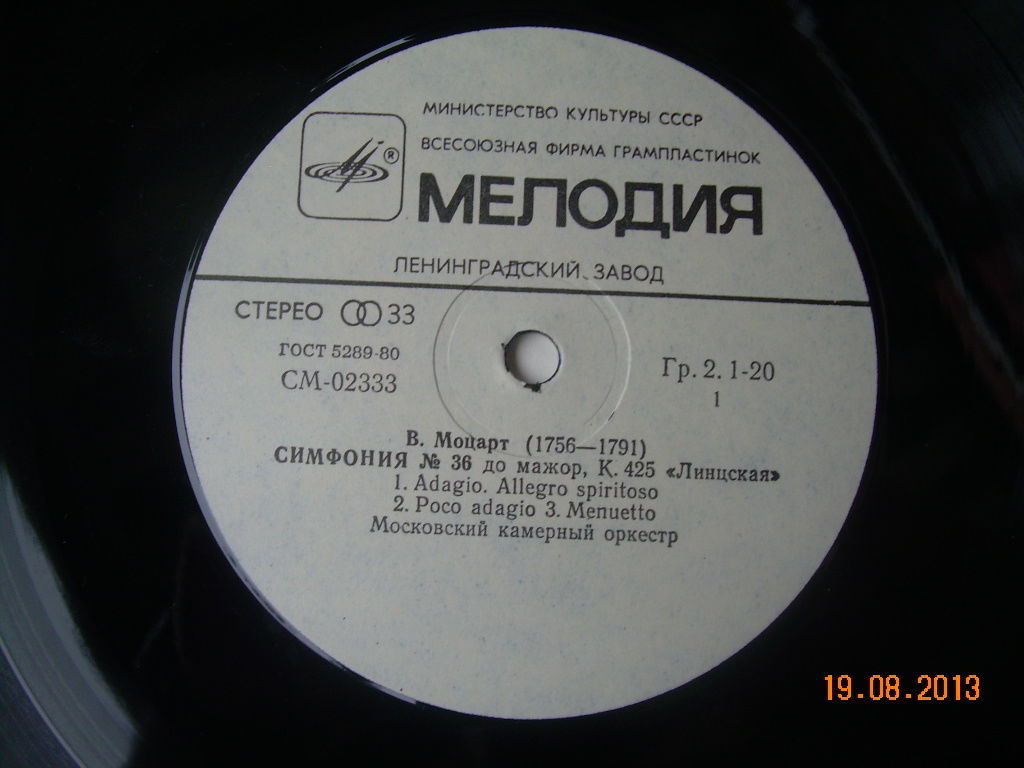 МИНИСТЕРСТВО КУЛЬТУРЫ СССР
ВСЕСОЮЗНАЯ ФИРМА ГРАМПЛАСТИНОК
®
МЕЛОДИЯ
ЛЕНИНГРАДСКИЙ ЗАВОД
СТЕРЕО 33
ГОСТ 5289-80
СМ-02333
Гр. 2. 1-20
1
В. Моцарт (1756—1791)
СИМФОНИЯ № 36 до мажор, К. 425 «Линцская»
1. Adagio. Allegro spiritoso
2. Poco adagio 3. Menuetto
Московский камерный оркестр
19.08.2013